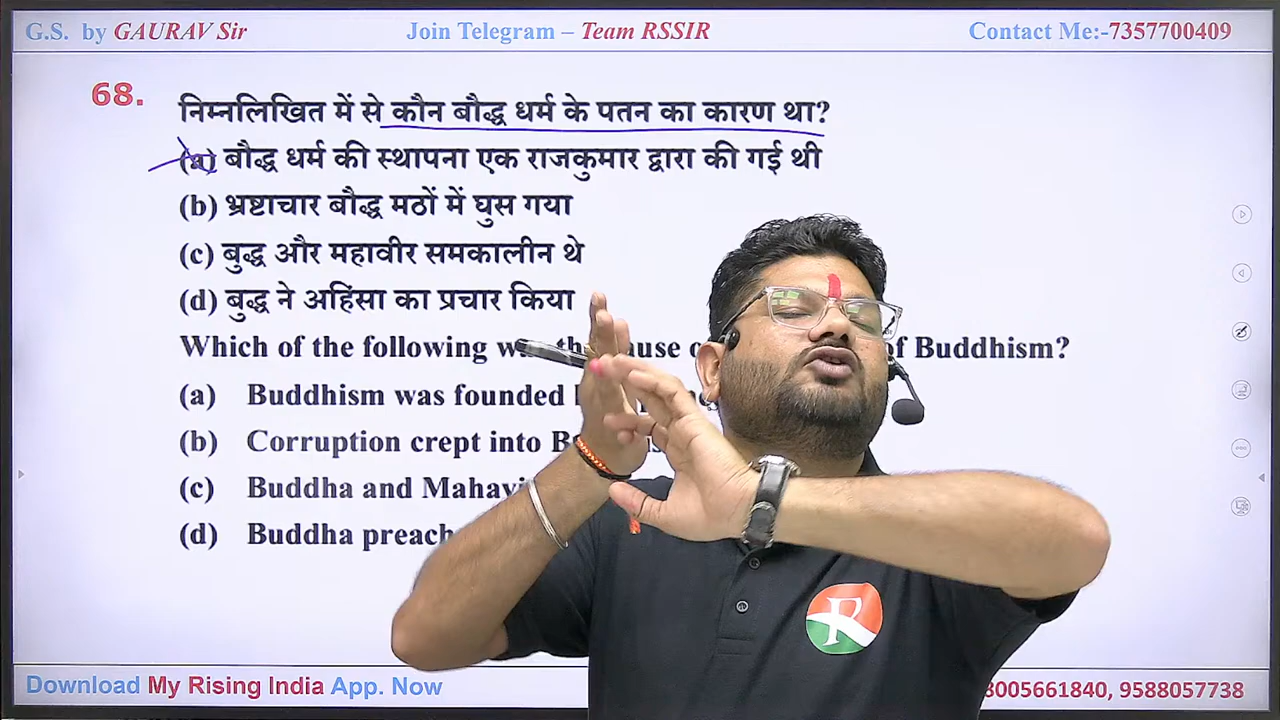 G.S. by GAURAV Sir
Join Telegram – Team RSSIR
Contact Me:-7357700409
68.
निम्नलिखित में से कौन बौद्ध धर्म के पतन का कारण था?
(a) बौद्ध धर्म की स्थापना एक राजकुमार द्वारा की गई थी
(b) भ्रष्टाचार बौद्ध मठों में घुस गया
(c) बुद्ध और महावीर समकालीन थे
(d) बुद्ध ने अहिंसा का प्रचार किया
Which of the following of Buddhism?
(a) Buddhism was founded
(b) Corruption crept into
(c) Buddha and
(d) Buddha
R
Download My Rising India App. Now
8005661840, 9588057738